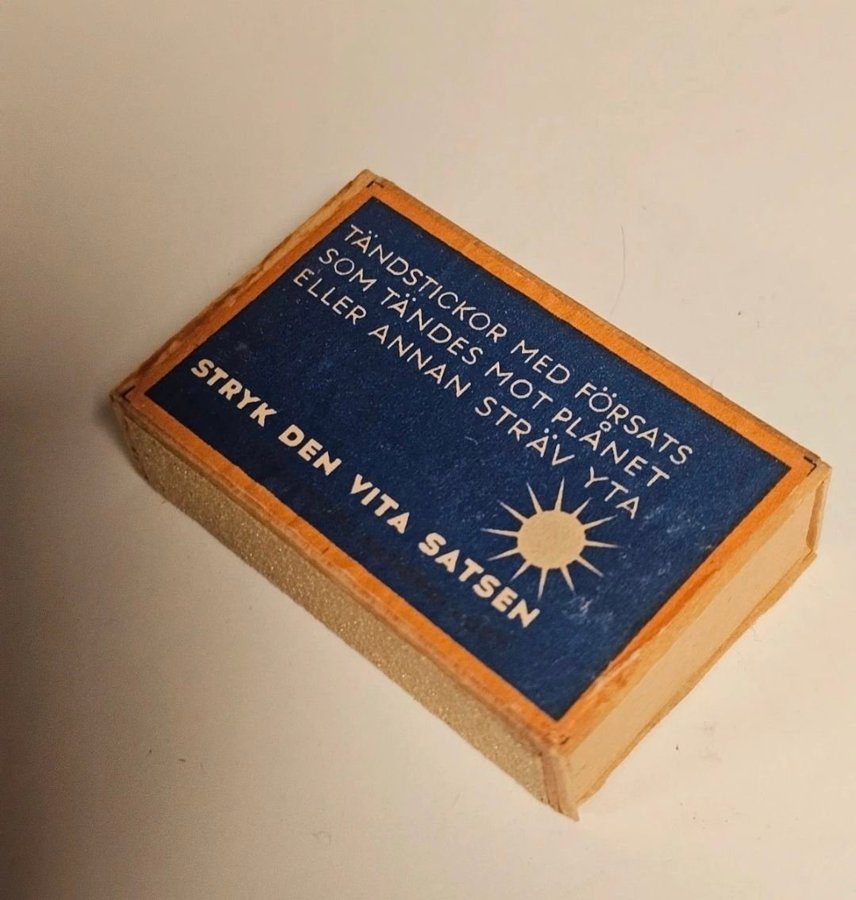 TÄNDSTICKOR MED FÖRSATS
SOM TÄNDES MOT PLÅNET
ELLER ANNAN STRÄV YTA
STRYK DEN VITA SATSEN